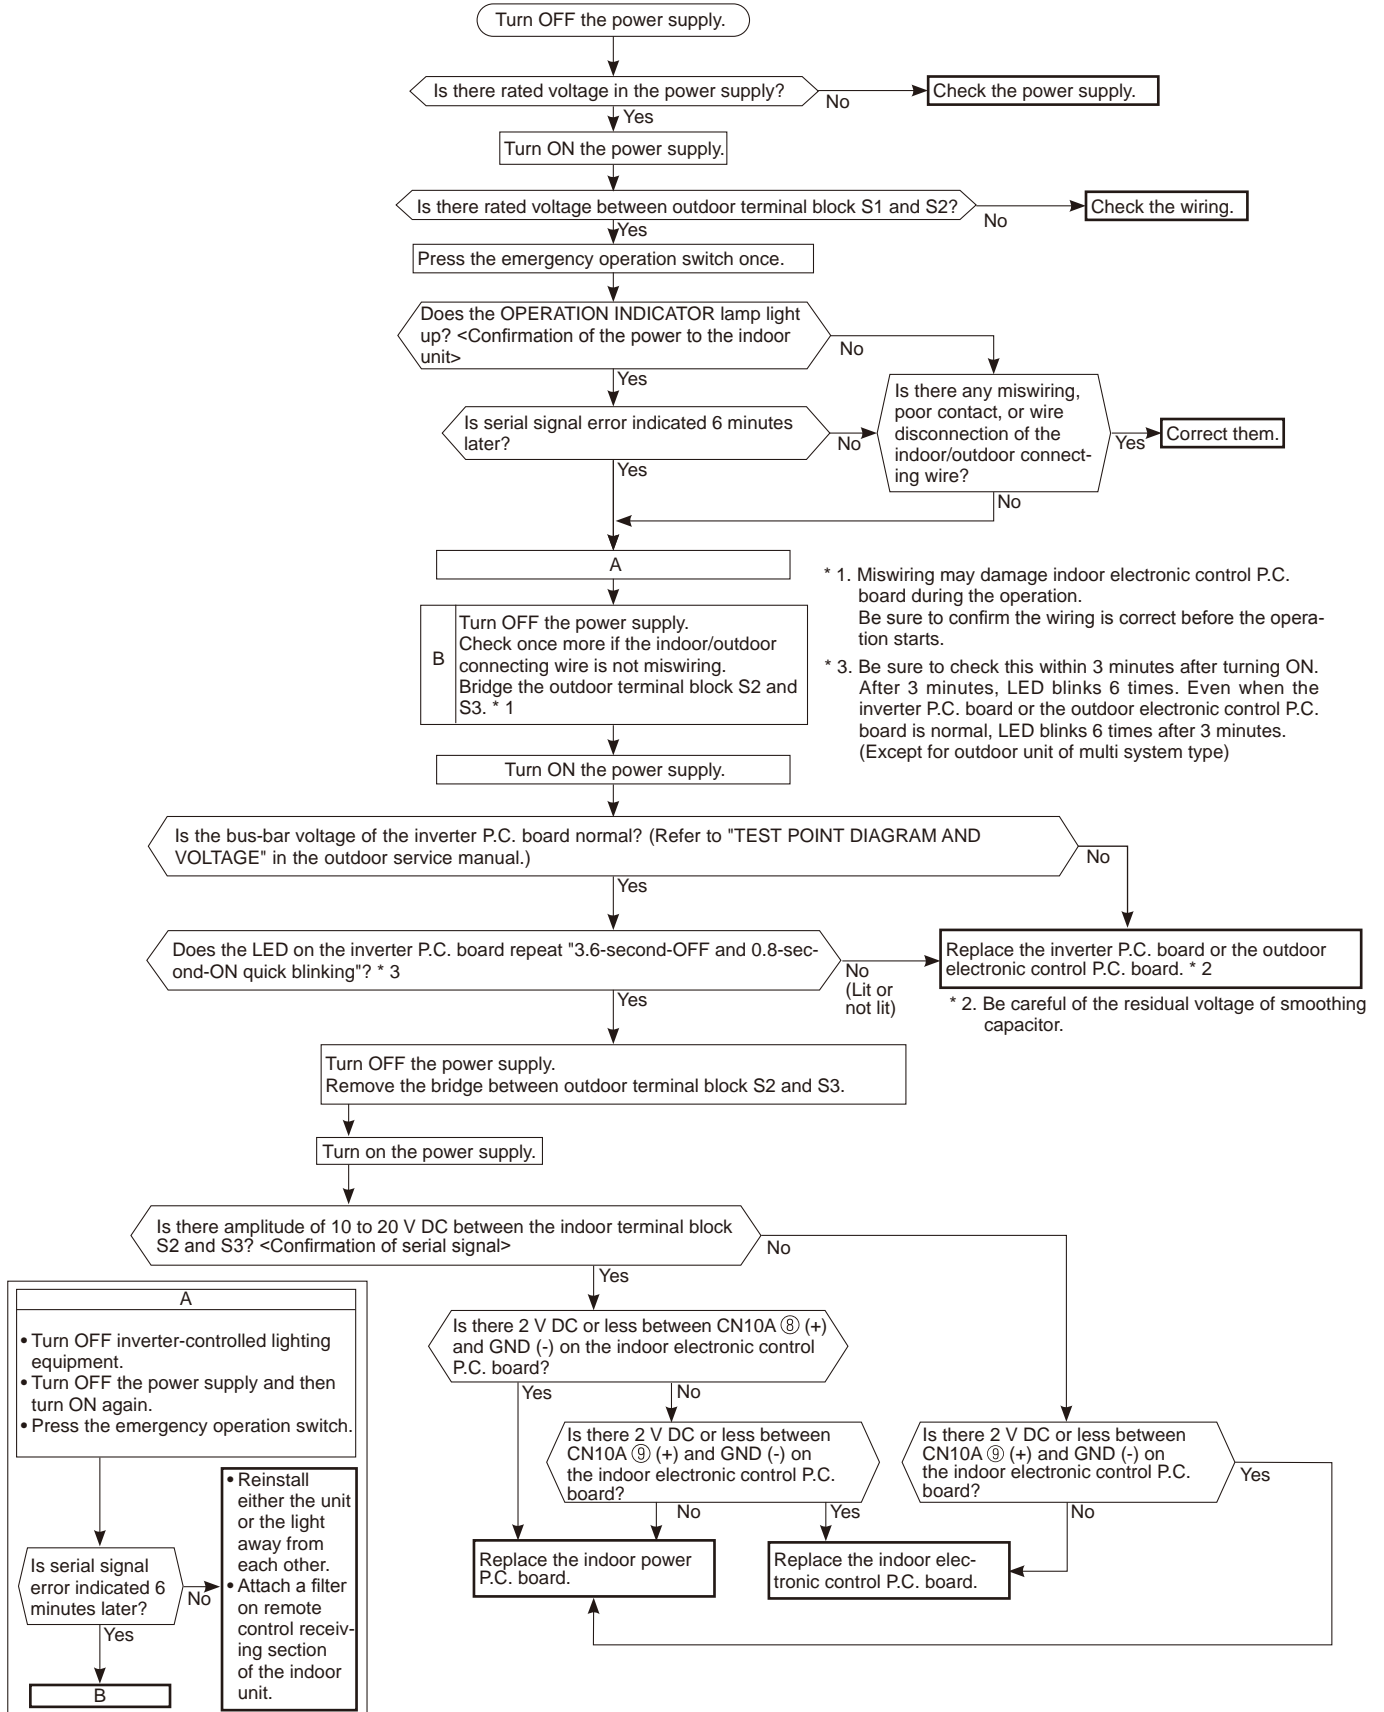 Turn OFF the power supply.
Is there rated voltage in the power supply?
No
Check the power supply.
Yes
Turn ON the power supply.
Is there rated voltage between outdoor terminal block S1 and S2?
No
Check the wiring.
Yes
Press the emergency operation switch once.
Does the OPERATION INDICATOR lamp light
up? <Confirmation of the power to the indoor
unit>
No
Yes
Is serial signal error indicated 6 minutes
later?
No
Yes
Is there any miswiring,
poor contact, or wire
disconnection of the
indoor/outdoor connect-
ing wire?
Yes
Correct them.
No
A
B
Turn OFF the power supply.
Check once more if the indoor/outdoor
connecting wire is not miswiring.
Bridge the outdoor terminal block S2 and
S3. * 1
* 1. Miswiring may damage indoor electronic control P.C.
board during the operation.
Be sure to confirm the wiring is correct before the opera-
tion starts.
* 3. Be sure to check this within 3 minutes after turning ON.
After 3 minutes, LED blinks 6 times. Even when the
inverter P.C. board or the outdoor electronic control P.C.
board is normal, LED blinks 6 times after 3 minutes.
(Except for outdoor unit of multi system type)
Turn ON the power supply.
Is the bus-bar voltage of the inverter P.C. board normal? (Refer to "TEST POINT DIAGRAM AND
VOLTAGE" in the outdoor service manual.)
No
Yes
Does the LED on the inverter P.C. board repeat "3.6-second-OFF and 0.8-sec-
ond-ON quick blinking"? * 3
No
(Lit or
not lit)
Yes
Replace the inverter P.C. board or the outdoor
electronic control P.C. board. * 2
* 2. Be careful of the residual voltage of smoothing
capacitor.
Turn OFF the power supply.
Remove the bridge between outdoor terminal block S2 and S3.
Turn on the power supply.
Is there amplitude of 10 to 20 V DC between the indoor terminal block
S2 and S3? <Confirmation of serial signal>
No
Yes
Is there 2 V DC or less between CN10A ⑧ (+)
and GND (-) on the indoor electronic control
P.C. board?
Yes
No
Is there 2 V DC or less between
CN10A ⑨ (+) and GND (-) on
the indoor electronic control P.C.
board?
No
Yes
Is there 2 V DC or less between
CN10A ⑨ (+) and GND (-) on
the indoor electronic control P.C.
board?
Yes
No
Replace the indoor power
P.C. board.
Replace the indoor elec-
tronic control P.C. board.
A
• Turn OFF inverter-controlled lighting
equipment.
• Turn OFF the power supply and then
turn ON again.
• Press the emergency operation switch.
Is serial signal
error indicated 6
minutes later?
No
Yes
B
• Reinstall
either the unit
or the light
away from
each other.
• Attach a filter
on remote
control receiv-
ing section
of the indoor
unit.